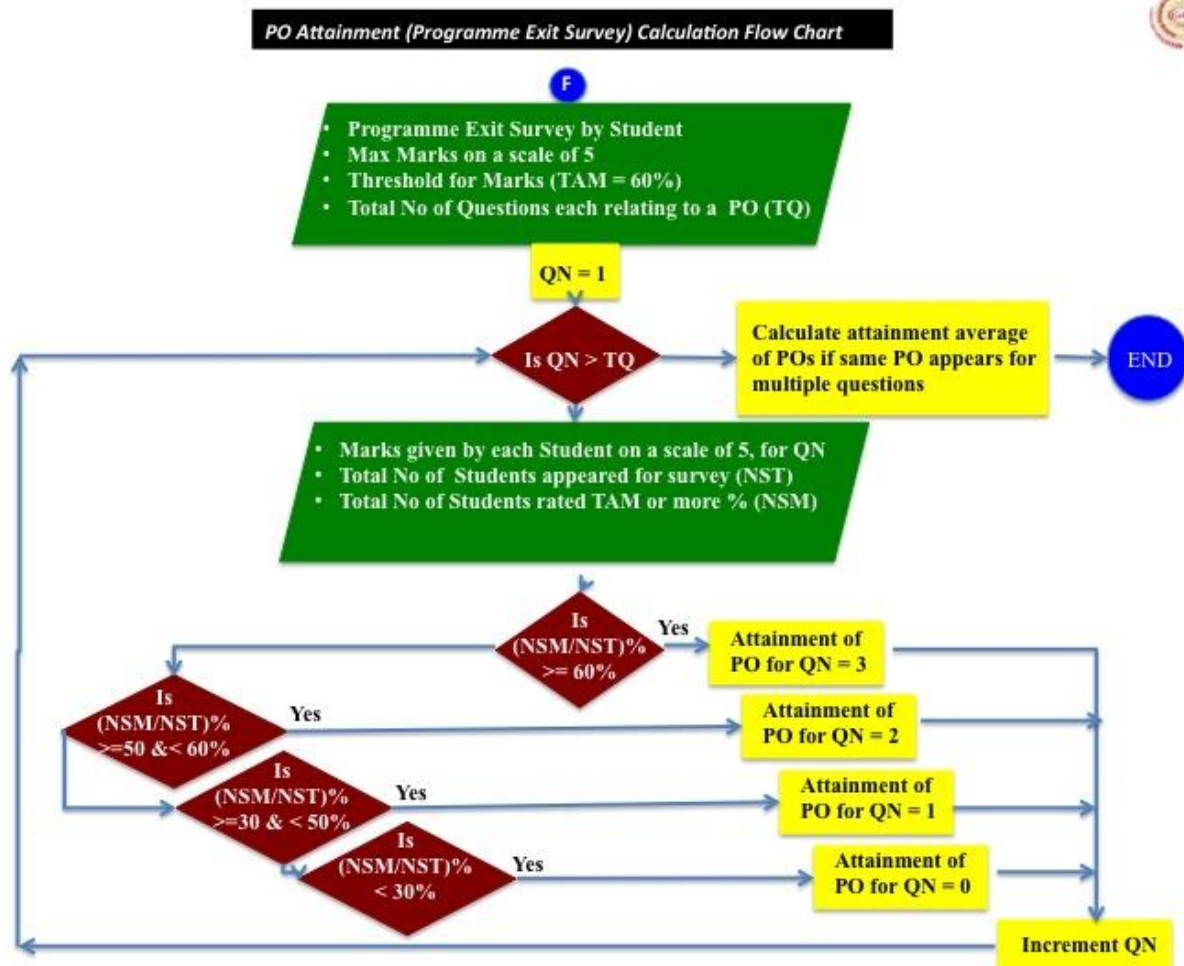 PO Attainment (Programme Exit Survey) Calculation Flow Chart
F
• Programme Exit Survey by Student
• Max Marks on a scale of 5
• Threshold for Marks (TAM = 60%)
• Total No of Questions each relating to a PO (TQ)
QN = 1
Is QN > TQ
Calculate attainment average
of POs if same PO appears for
multiple questions
END
• Marks given by each Student on a scale of 5, for QN
• Total No of Students appeared for survey (NST)
• Total No of Students rated TAM or more % (NSM)
Is
(NSM/NST)%
>= 60%
Yes
Attainment of
PO for QN = 3
Is
(NSM/NST)%
>=50 &< 60%
Yes
Attainment of
PO for QN = 2
Is
(NSM/NST)%
>=30 & < 50%
Yes
Attainment of
PO for QN = 1
Is
(NSM/NST)%
< 30%
Yes
Attainment of
PO for QN = 0
Increment QN